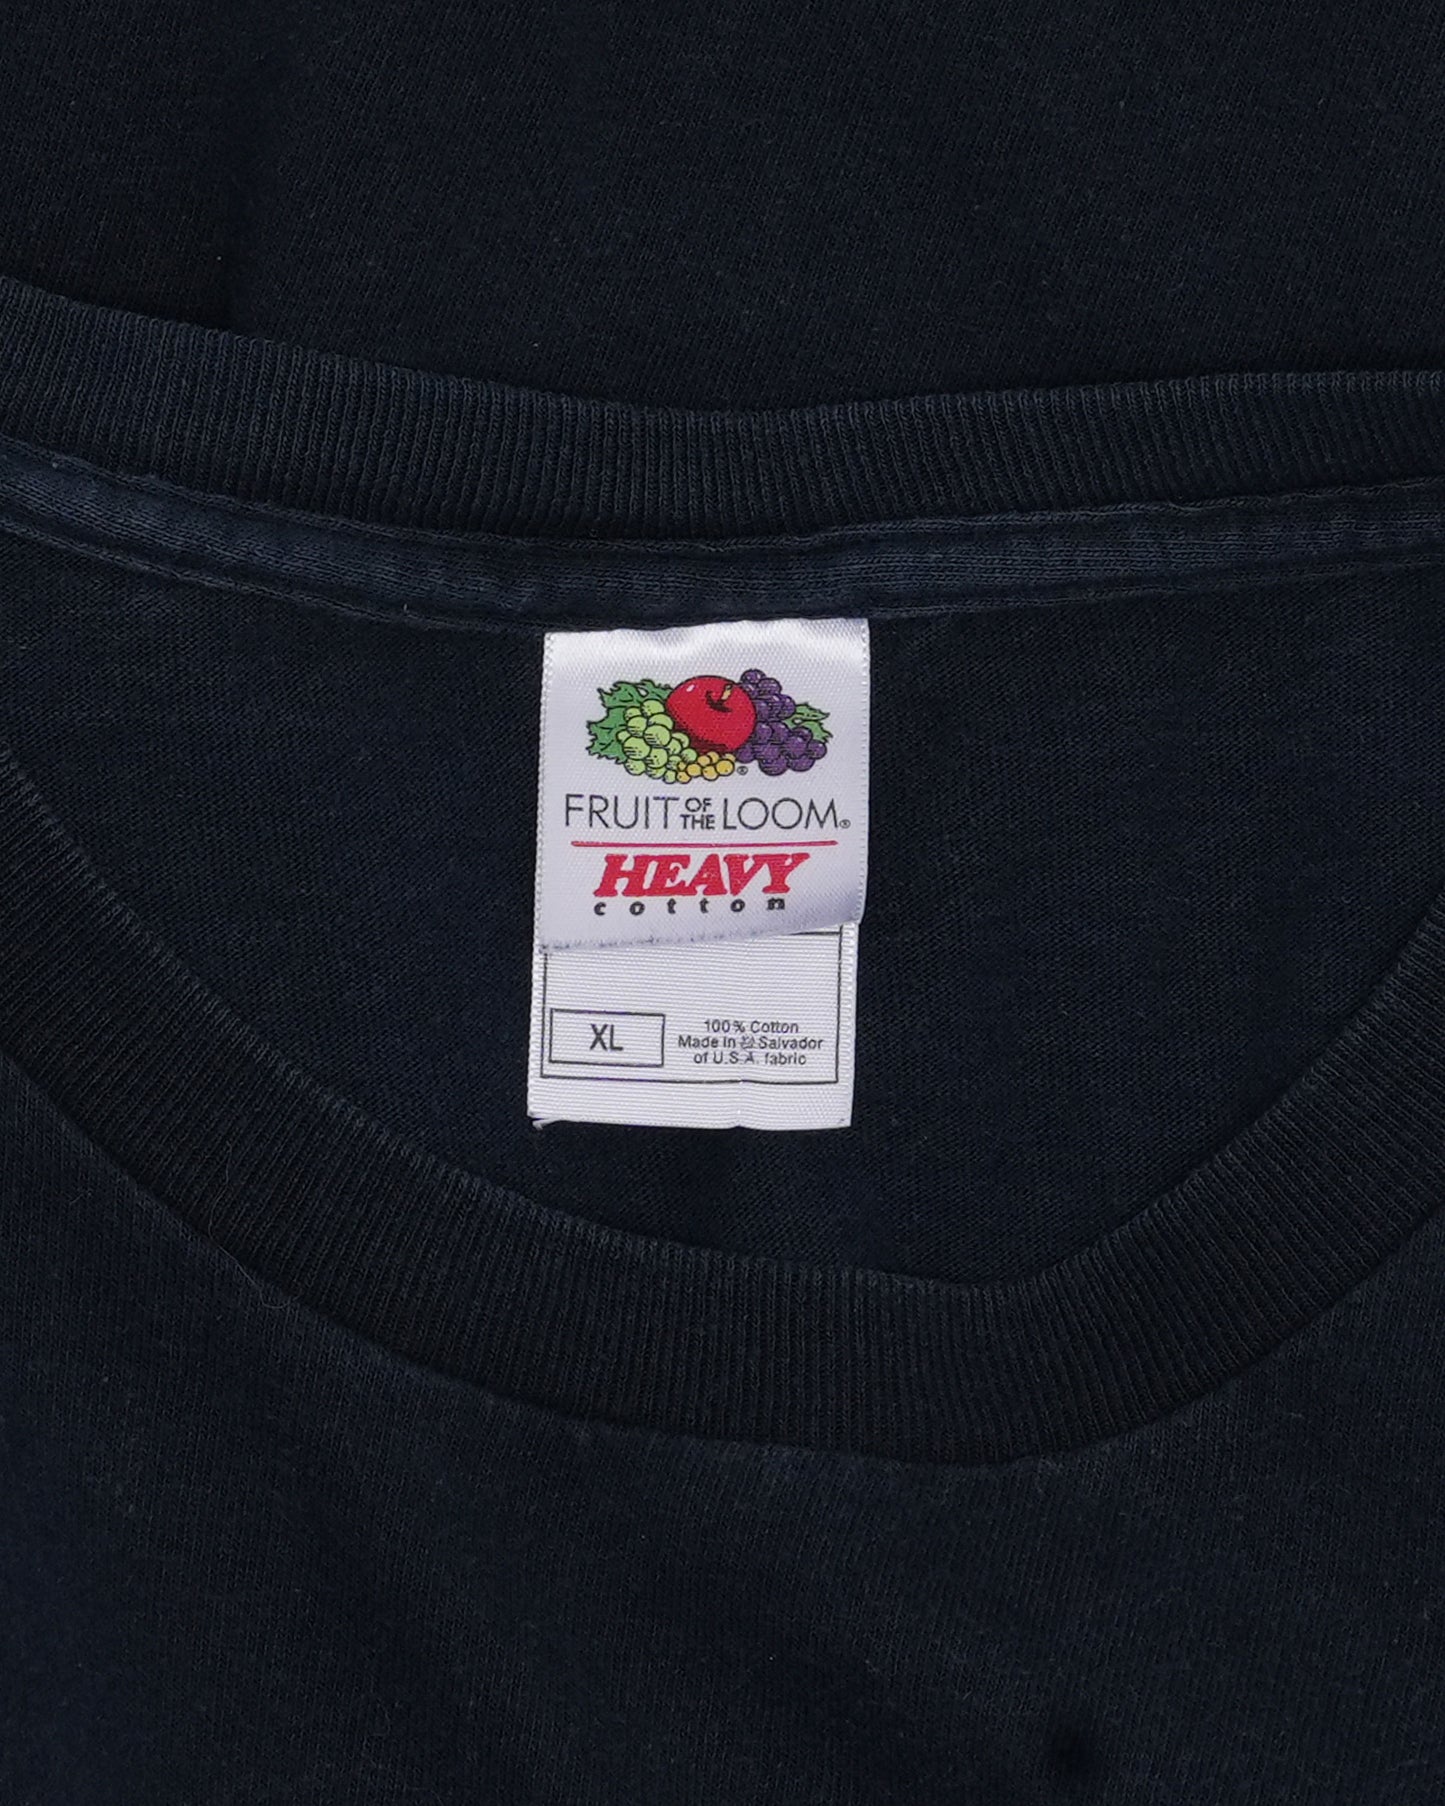 FRUIT OF THE LOOM®
HEAVY
cotton
XL
100% Cotton
Made in El Salvador
of U.S.A. fabric